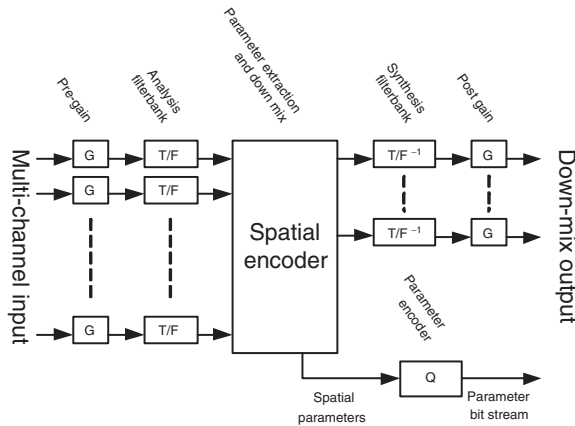 Pre-gain
Analysis
filterbank
Parameter extraction
and down mix
Synthesis
filterbank
Post gain
Multi-channel input
G
T/F
T/F −1
G
G
T/F
Spatial
encoder
T/F −1
G
G
T/F
Down-mix output
Parameter
encoder
Q
Spatial
parameters
Parameter
bit stream